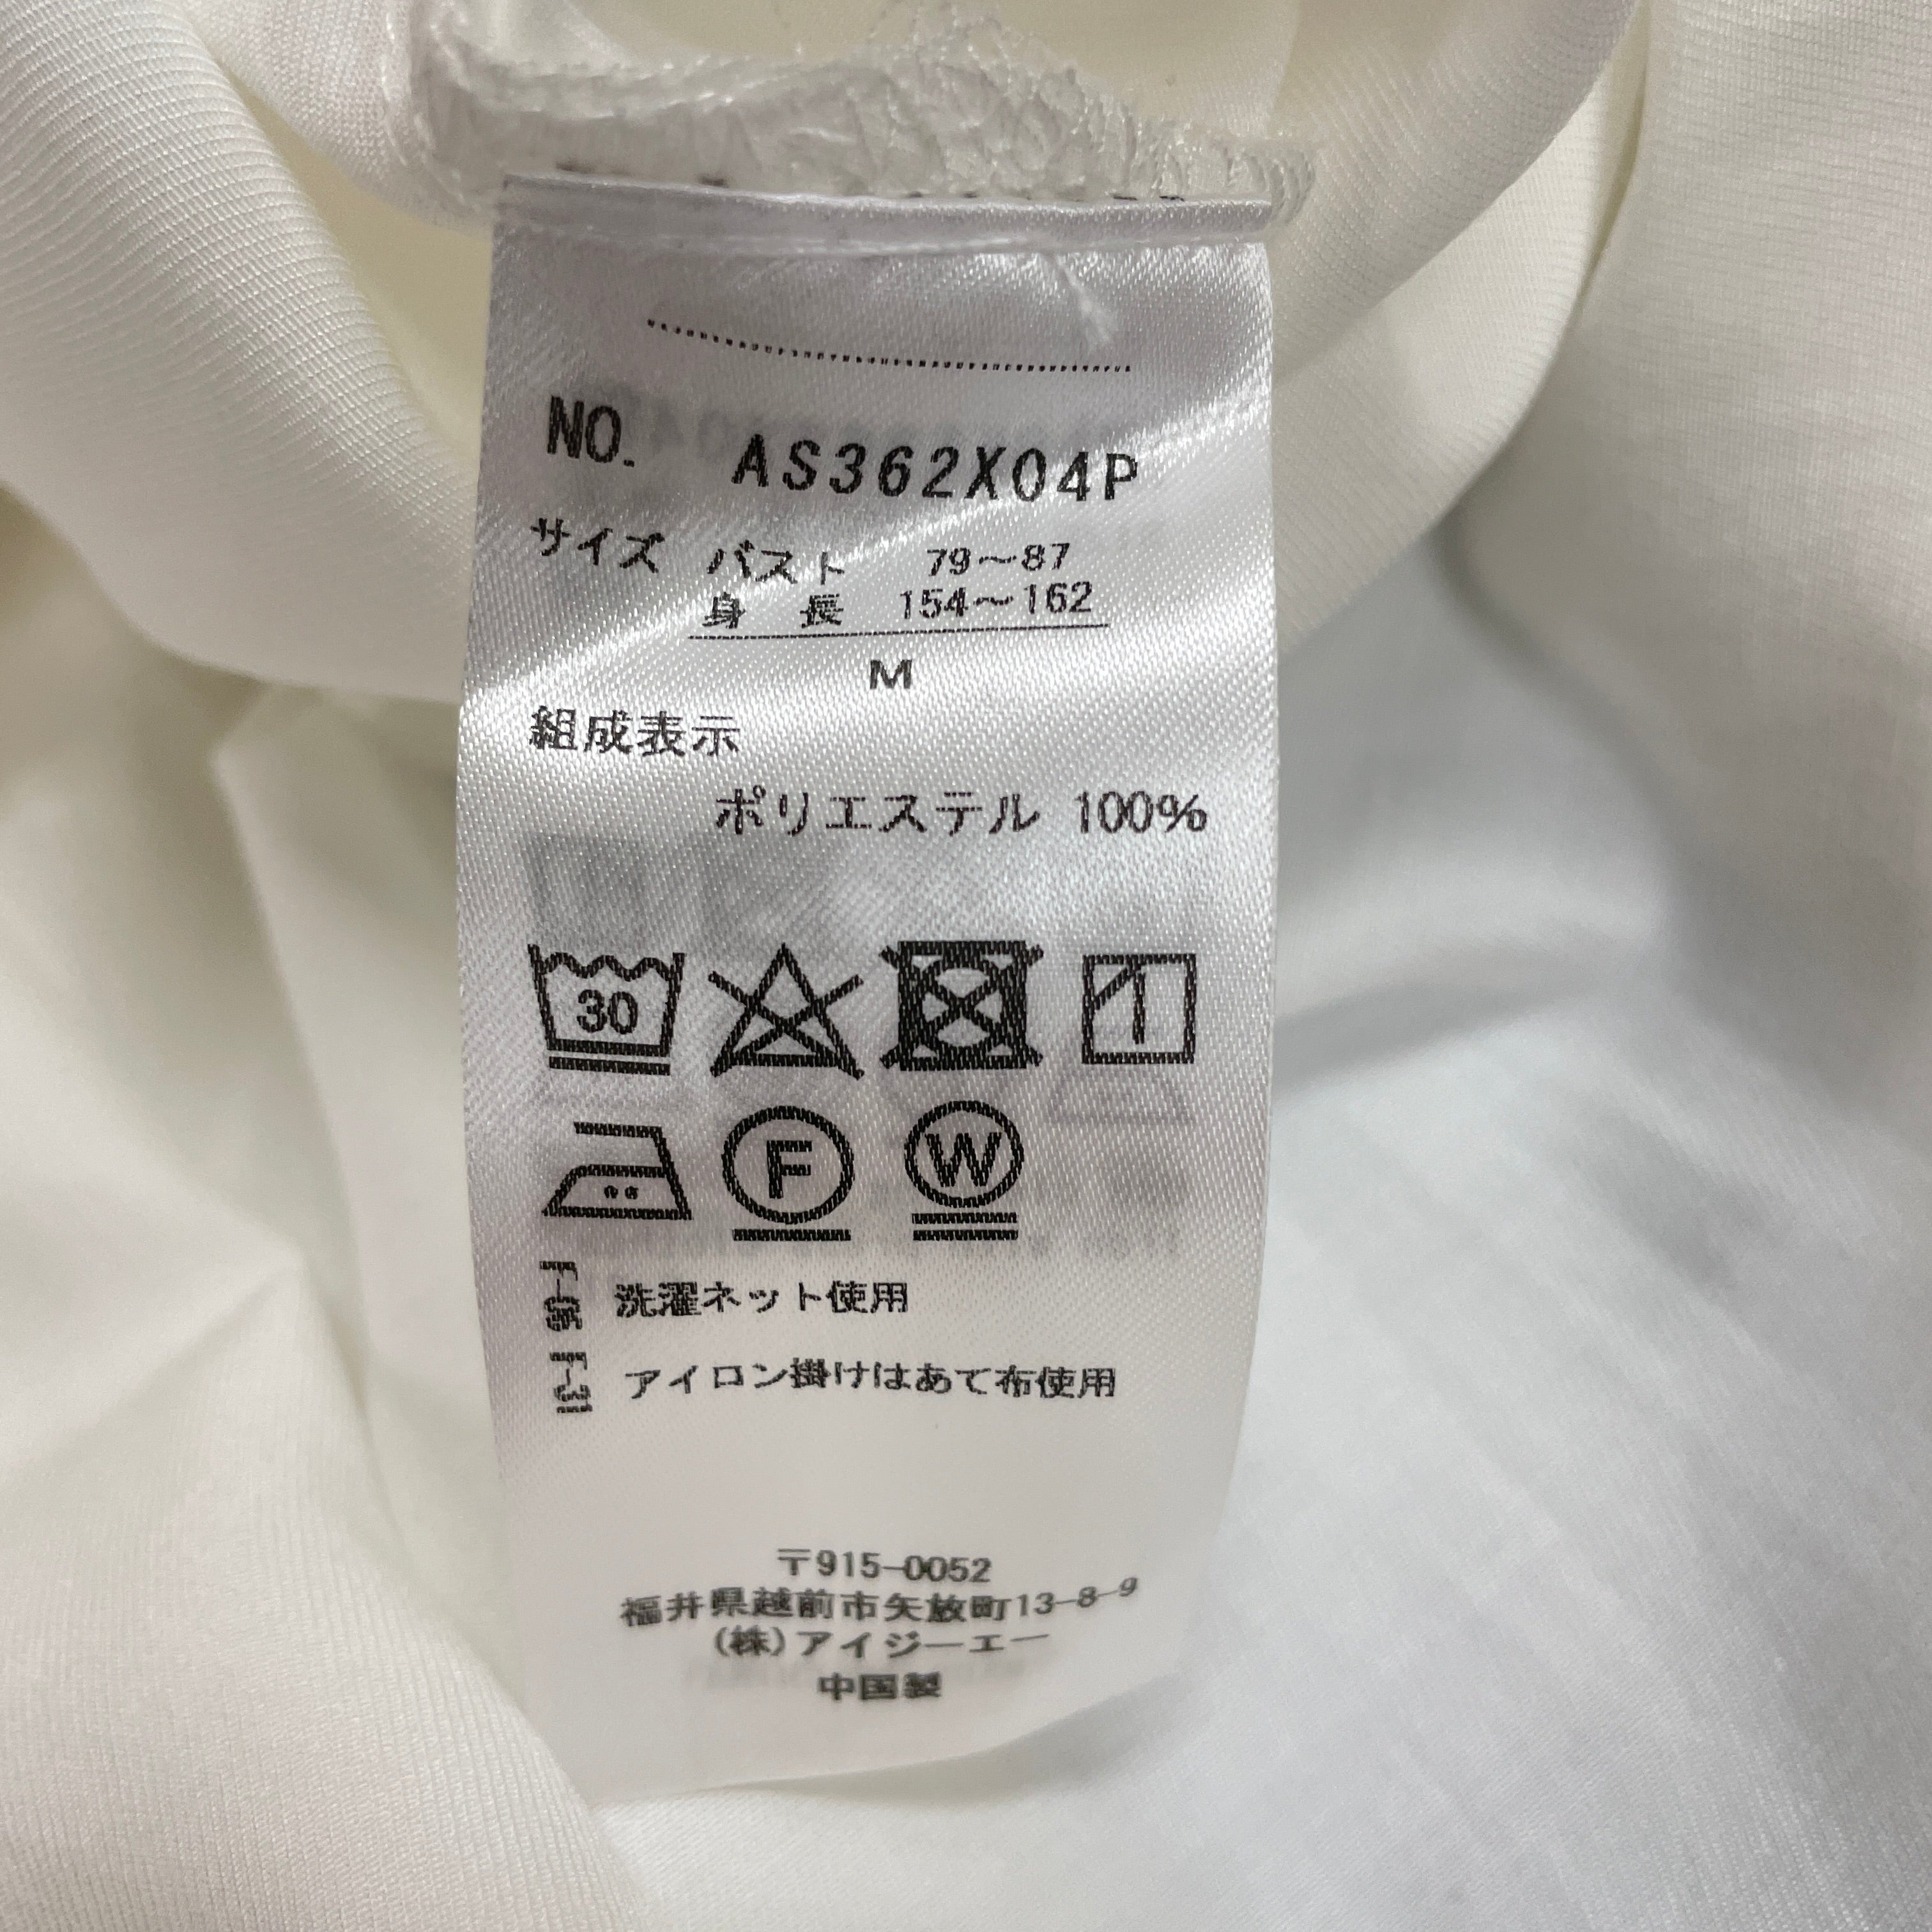 NO. AS362X04P
サイズ バスト 79～87
身長 154～162
M
組成表示
ポリエステル 100%
30
F W
洗濯ネット使用
アイロン掛けはあて布使用
F-06 F-31
〒915-0052
福井県越前市矢放町13-8-9
(株)アイジーエー
中国製